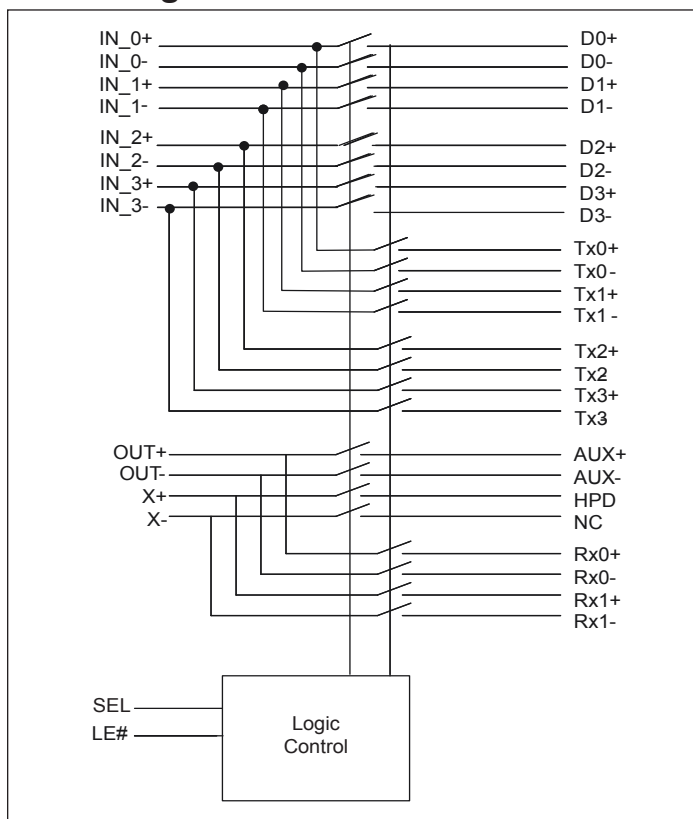 IN_0+
IN_0-
IN_1+
IN_1-
IN_2+
IN_2-
IN_3+
IN_3-
D0+
D0-
D1+
D1-
D2+
D2-
D3+
D3-
Tx0+
Tx0-
Tx1+
Tx1 -
Tx2+
Tx2
Tx3+
Tx3-
OUT+
OUT-
X+
X-
AUX+
AUX-
HPD
NC
Rx0+
Rx0-
Rx1+
Rx1-
SEL
LE#
Logic
Control